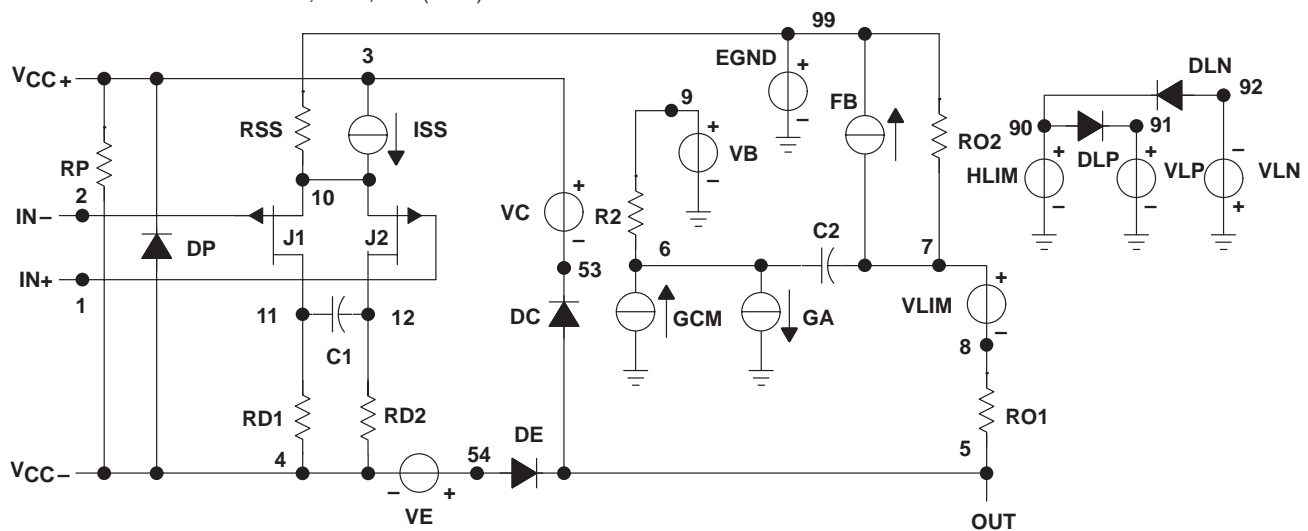 99
3
VCC+
EGND
+
DLN
92
9
FB
RSS
ISS
+
90
91
RO2
VB
−
DLP
+
+
−
RP
−
HLIM
VLP
VLN
10
2
+
−
−
+
IN−
VC
R2
J1
J2
C2
−
DP
6
7
IN+
53
+
1
GCM
GA
VLIM
11
12
DC
−
8
C1
RD1
RD2
RO1
DE
54
5
4
VCC−
−
+
VE
OUT